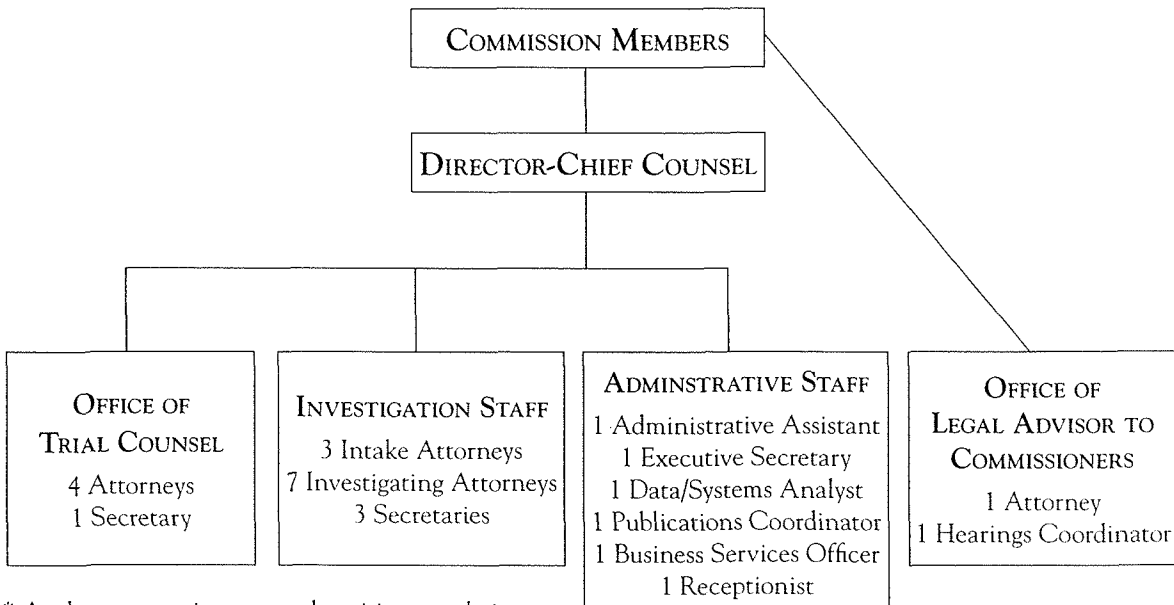 COMMISSION MEMBERS
DIRECTOR-CHIEF COUNSEL
OFFICE OF
TRIAL COUNSEL
4 Attorneys
1 Secretary
INVESTIGATION STAFF
3 Intake Attorneys
7 Investigating Attorneys
3 Secretaries
ADMINSTRATIVE STAFF
1 Administrative Assistant
1 Executive Secretary
1 Data/Systems Analyst
1 Publications Coordinator
1 Business Services Officer
1 Receptionist
OFFICE OF
LEGAL ADVISOR TO
COMMISSIONERS
1 Attorney
1 Hearings Coordinator